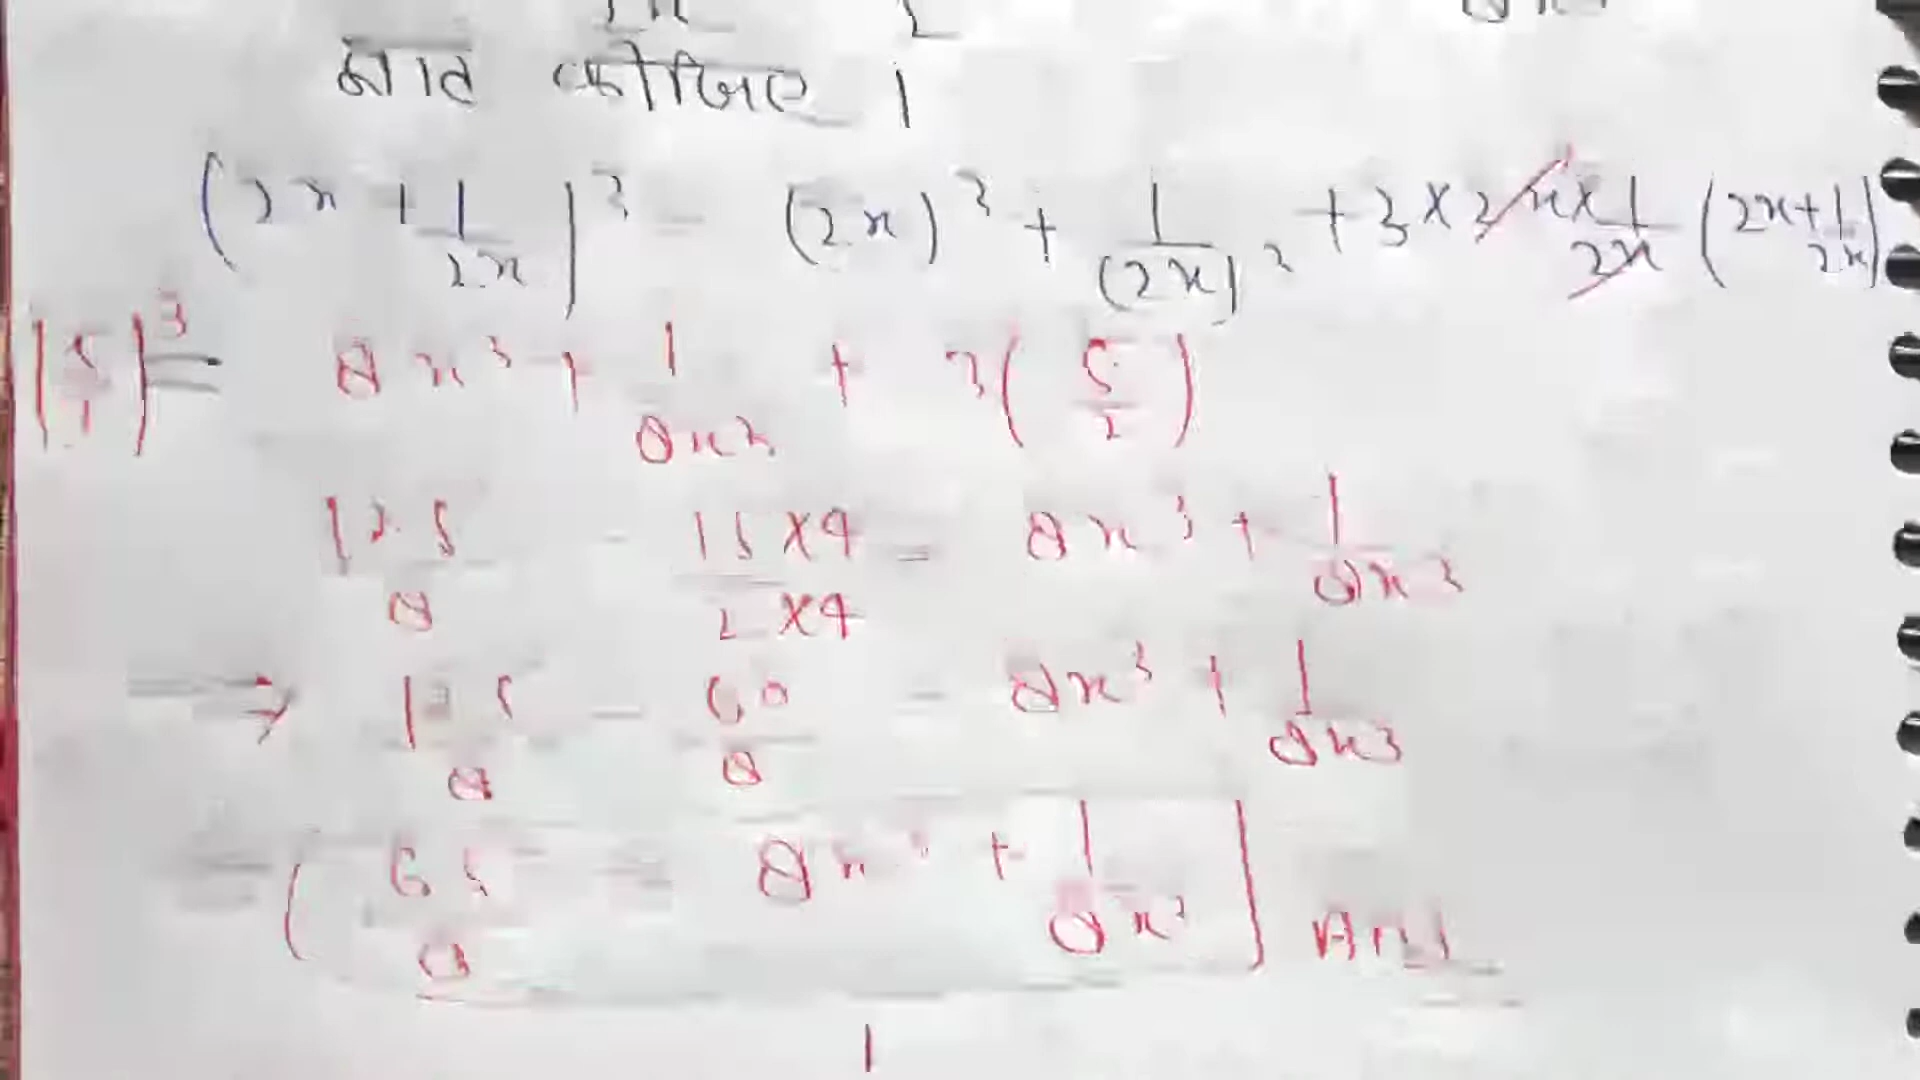 ज्ञात कीजिए।
(2x + 1/2x)³ = (2x)³ + 1/(2x)³ + 3 × 2x × 1/2x (2x + 1/2x)
(5/2)³ = 8x³ + 1/8x³ + 3(5/2)
125/8 - 15×4/2×4 = 8x³ + 1/8x³
⇒ 125/8 - 60/8 = 8x³ + 1/8x³
= (65/8 = 8x³ + 1/8x³) Ans